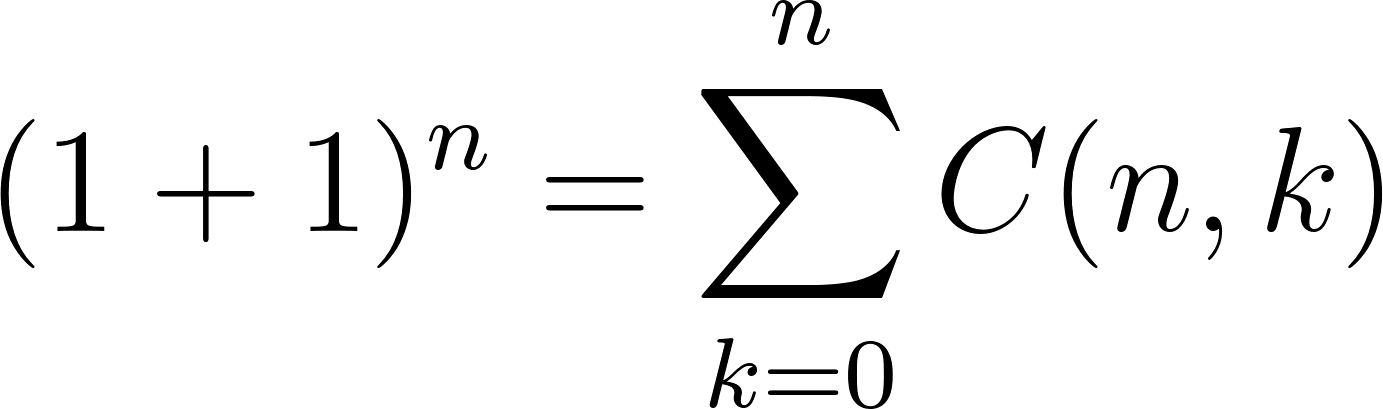 (1 + 1)^n = \sum_{k=0}^{n} C(n, k)